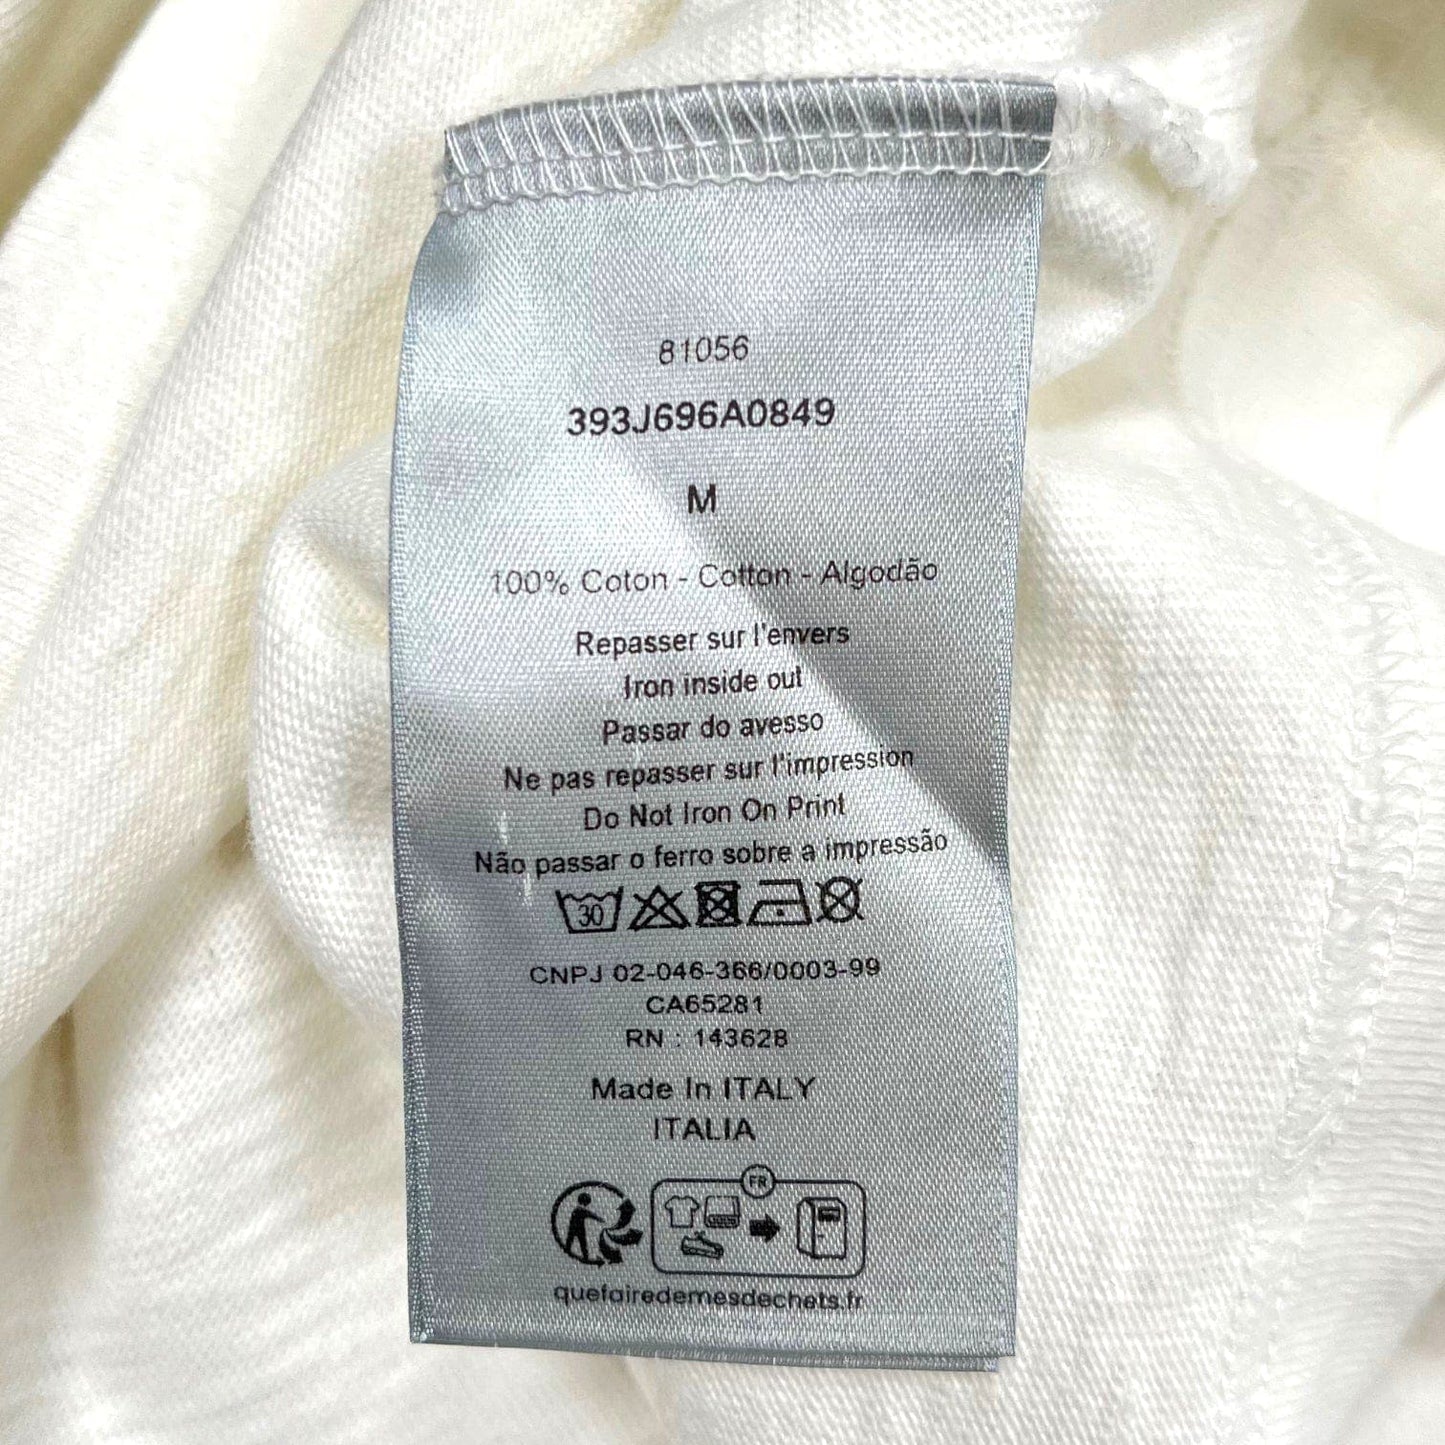 81056
393J696A0849
M
100% Coton - Cotton - Algodão
Repasser sur l'envers
Iron inside out
Passar do avesso
Ne pas repasser sur l'impression
Do Not Iron On Print
Não passar o ferro sobre a impressão
30
CNPJ 02-046-366/0003-99
CA65281
RN : 143628
Made In ITALY
ITALIA
FR
quefairedemesdechets.fr